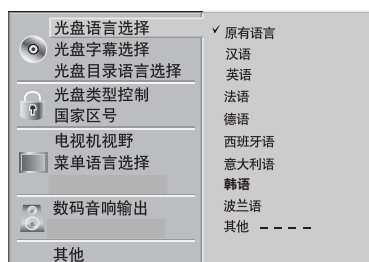 光盘语言选择
光盘字幕选择
光盘目录语言选择
光盘类型控制
国家区号
电视机视野
菜单语言选择
数码音响输出
其他
✓ 原有语言
汉语
英语
法语
德语
西班牙语
意大利语
韩语
波兰语
其他 – – – –